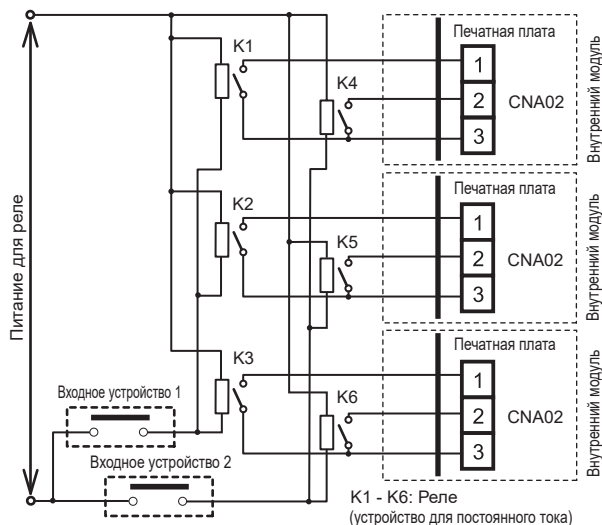 Питание для реле
K1
K4
Печатная плата
1
2
3
CNA02
Внутренний модуль
K2
K5
Печатная плата
1
2
3
CNA02
Внутренний модуль
K3
K6
Печатная плата
1
2
3
CNA02
Внутренний модуль
Входное устройство 1
Входное устройство 2
K1 - K6: Реле
(устройство для постоянного тока)